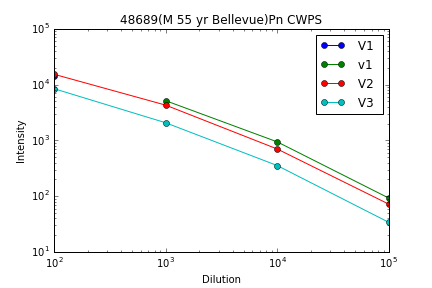 48689(M 55 yr Bellevue)Pn CWPS
Intensity
10^5
10^4
10^3
10^2
10^1
V1
v1
V2
V3
10^2 10^3 10^4 10^5
Dilution